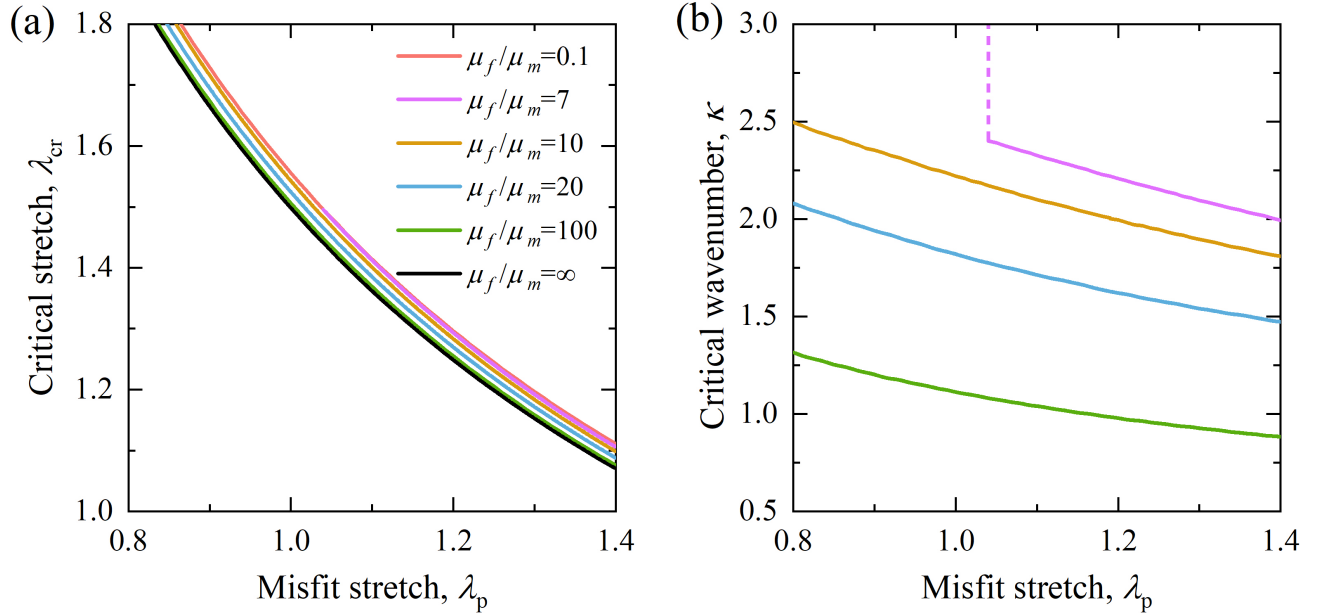 (a)
1.8
1.6
1.4
1.2
1.0
Critical stretch, λcr
μf/μm=0.1
μf/μm=7
μf/μm=10
μf/μm=20
μf/μm=100
μf/μm=∞
0.8 1.0 1.2 1.4
Misfit stretch, λp
(b)
3.0
2.5
2.0
1.5
1.0
0.5
Critical wavenumber, κ
0.8 1.0 1.2 1.4
Misfit stretch, λp